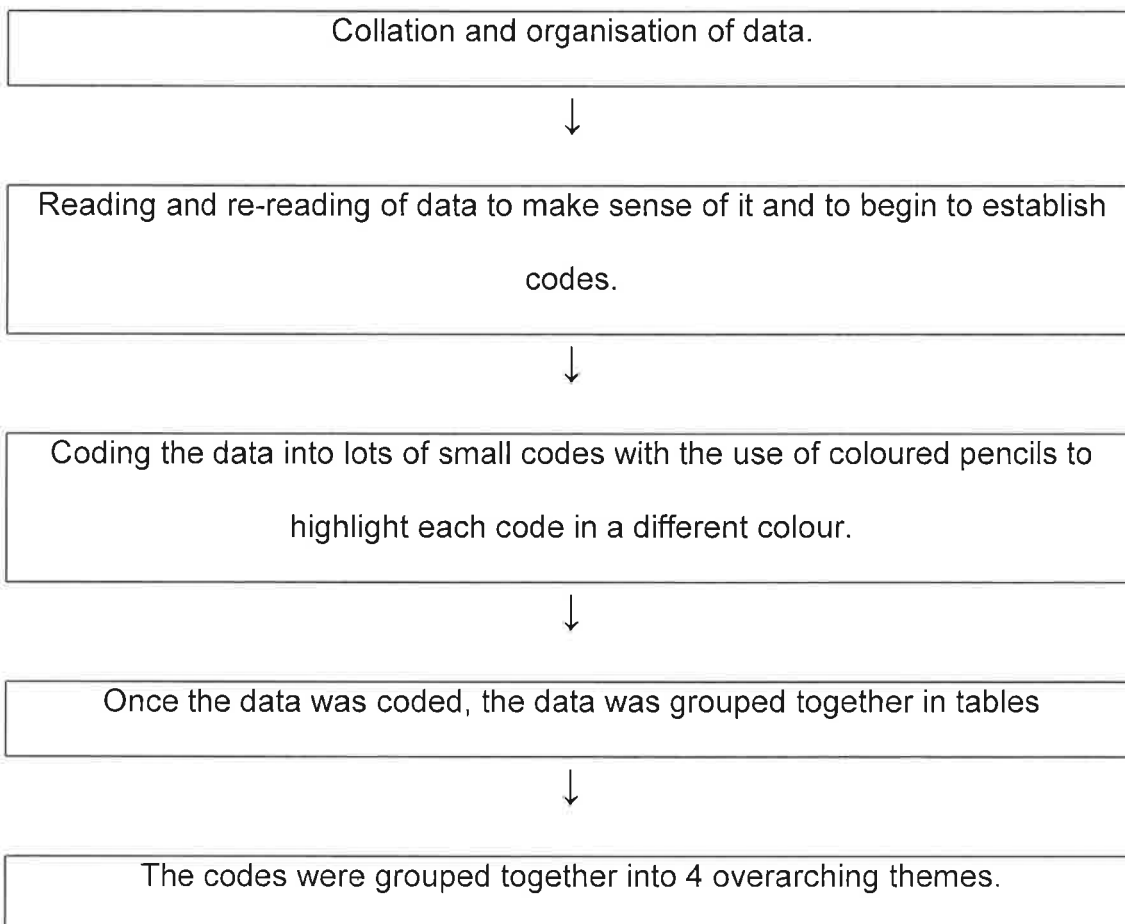 Collation and organisation of data.
↓
Reading and re-reading of data to make sense of it and to begin to establish
codes.
↓
Coding the data into lots of small codes with the use of coloured pencils to
highlight each code in a different colour.
↓
Once the data was coded, the data was grouped together in tables
↓
The codes were grouped together into 4 overarching themes.